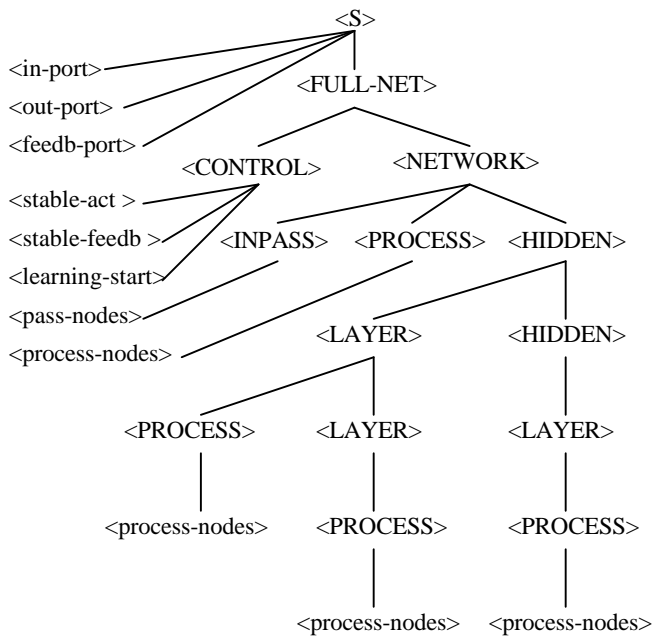 <S>
<in-port>
<FULL-NET>
<out-port>
<feedb-port>
<CONTROL> <NETWORK>
<stable-act >
<stable-feedb > <INPASS> <PROCESS> <HIDDEN>
<learning-start>
<pass-nodes>
<LAYER> <HIDDEN>
<process-nodes>
<PROCESS> <LAYER> <LAYER>
<process-nodes> <PROCESS> <PROCESS>
<process-nodes> <process-nodes>